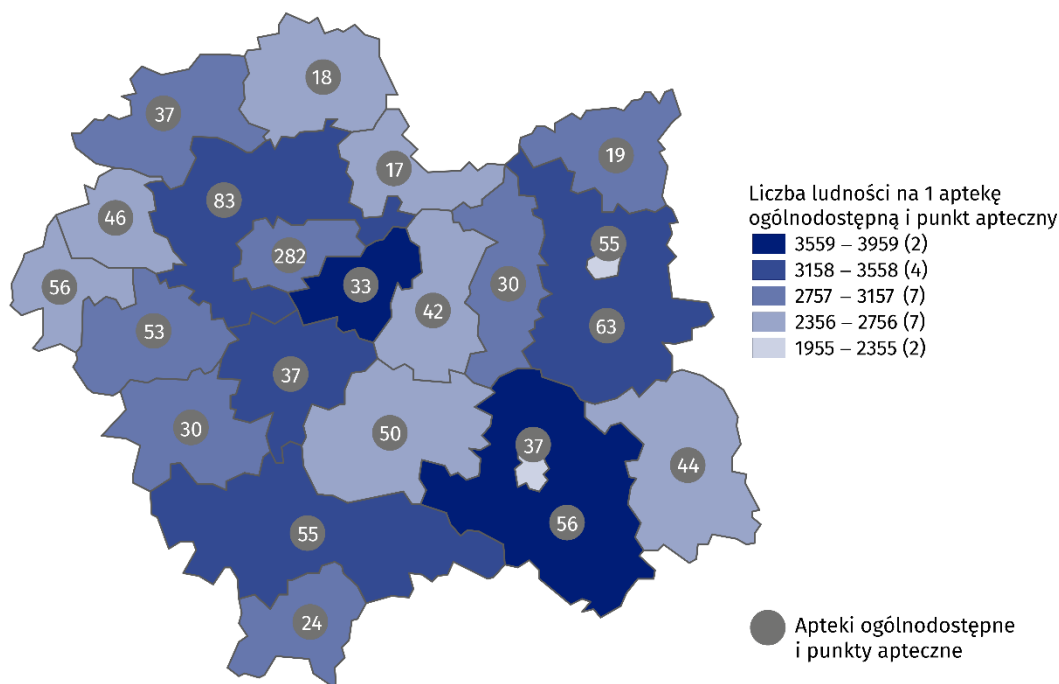 18
37
19
17
83
46
55
282
56
33
30
42
63
53
37
30
50
37
44
56
55
24
Liczba ludności na 1 aptekę
ogólnodostępną i punkt apteczny
3559 – 3959 (2)
3158 – 3558 (4)
2757 – 3157 (7)
2356 – 2756 (7)
1955 – 2355 (2)
Apteki ogólnodostępne
i punkty apteczne